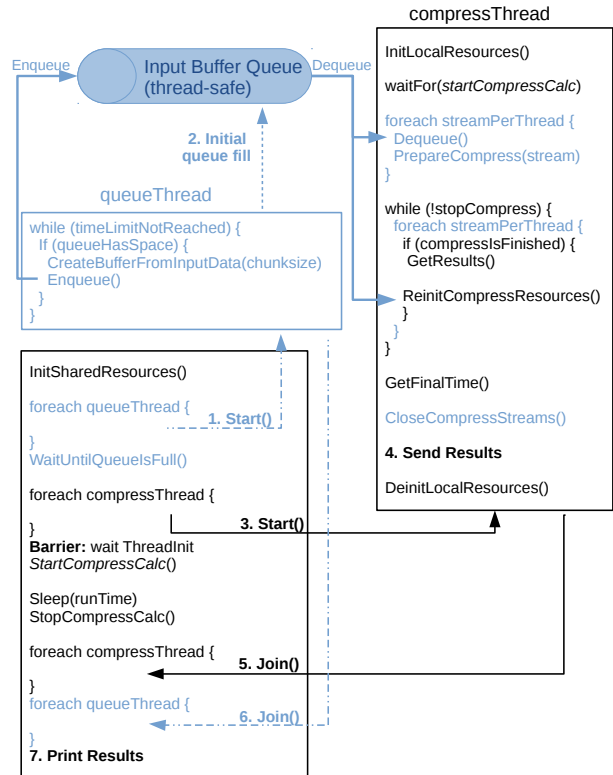 compressThread
Enqueue
Input Buffer Queue
(thread-safe)
Dequeue
2. Initial
queue fill
queueThread
while (timeLimitNotReached) {
If (queueHasSpace) {
CreateBufferFromInputData(chunksize)
Enqueue()
}
}
InitLocalResources()
waitFor(startCompressCalc)
foreach streamPerThread {
Dequeue()
PrepareCompress(stream)
}
while (!stopCompress) {
foreach streamPerThread {
if (compressIsFinished) {
GetResults()
ReinitCompressResources()
}
}
}
GetFinalTime()
CloseCompressStreams()
4. Send Results
DeinitLocalResources()
InitSharedResources()
foreach queueThread {
1. Start()
}
WaitUntilQueueIsFull()
foreach compressThread {
3. Start()
}
Barrier: wait ThreadInit
StartCompressCalc()
Sleep(runTime)
StopCompressCalc()
foreach compressThread {
5. Join()
}
foreach queueThread {
6. Join()
}
7. Print Results